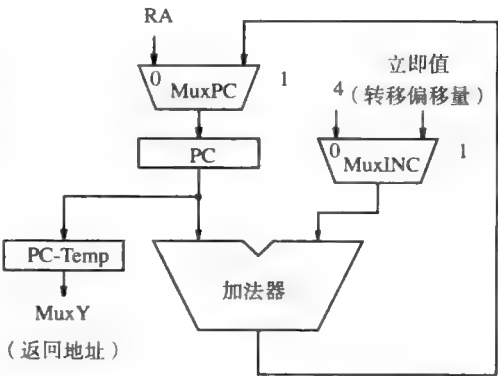 RA
立即值
4（转移偏移量）
0
MuxPC
1
PC
0
MuxINC
1
PC-Temp
加法器
MuxY
（返回地址）